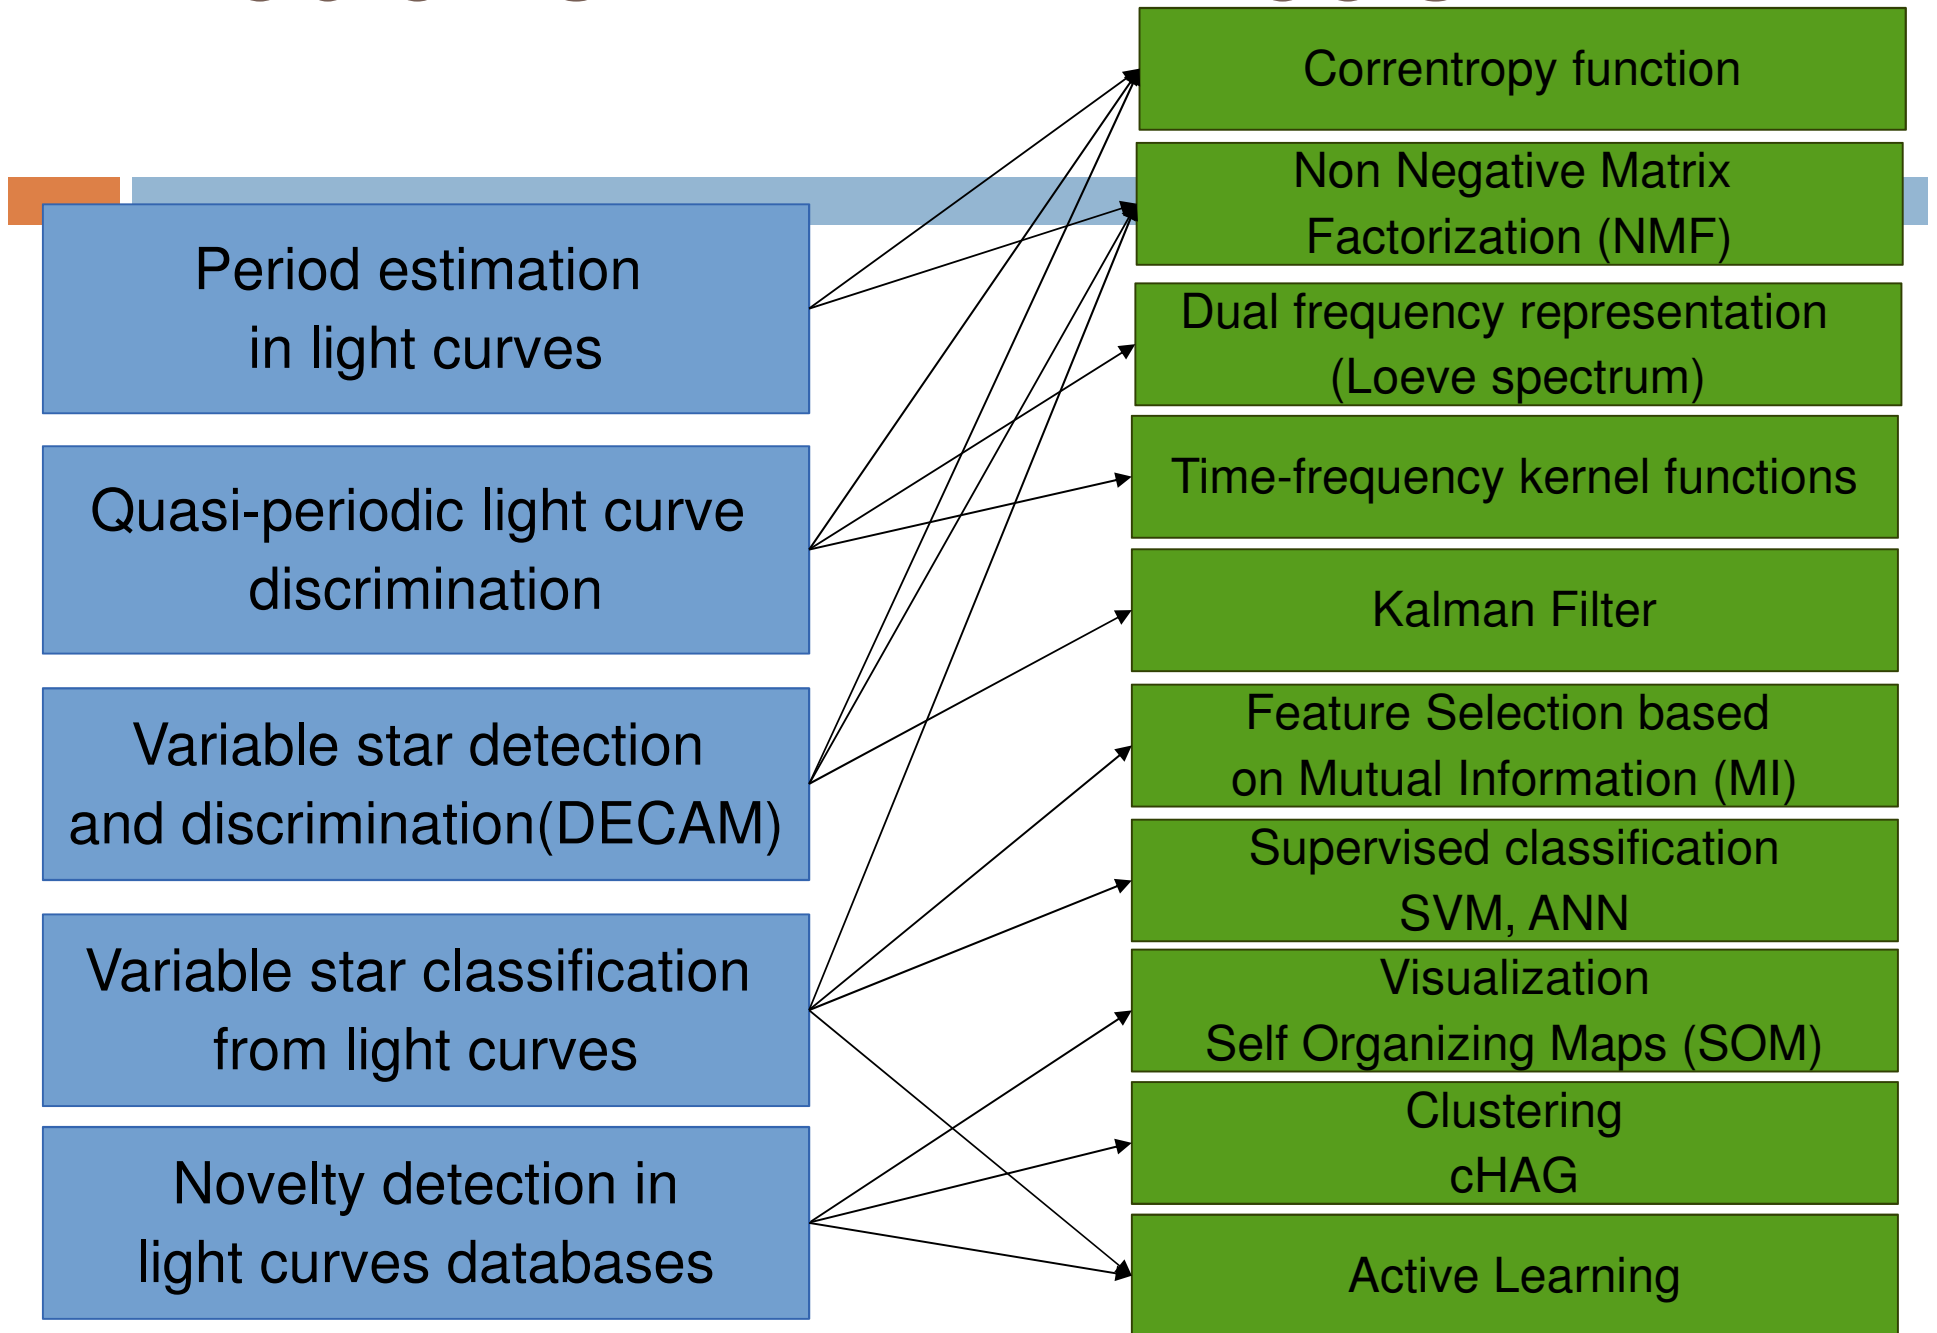 Period estimation
in light curves
Quasi-periodic light curve
discrimination
Variable star detection
and discrimination(DECAM)
Variable star classification
from light curves
Novelty detection in
light curves databases
Correntropy function
Non Negative Matrix
Factorization (NMF)
Dual frequency representation
(Loeve spectrum)
Time-frequency kernel functions
Kalman Filter
Feature Selection based
on Mutual Information (MI)
Supervised classification
SVM, ANN
Visualization
Self Organizing Maps (SOM)
Clustering
cHAG
Active Learning